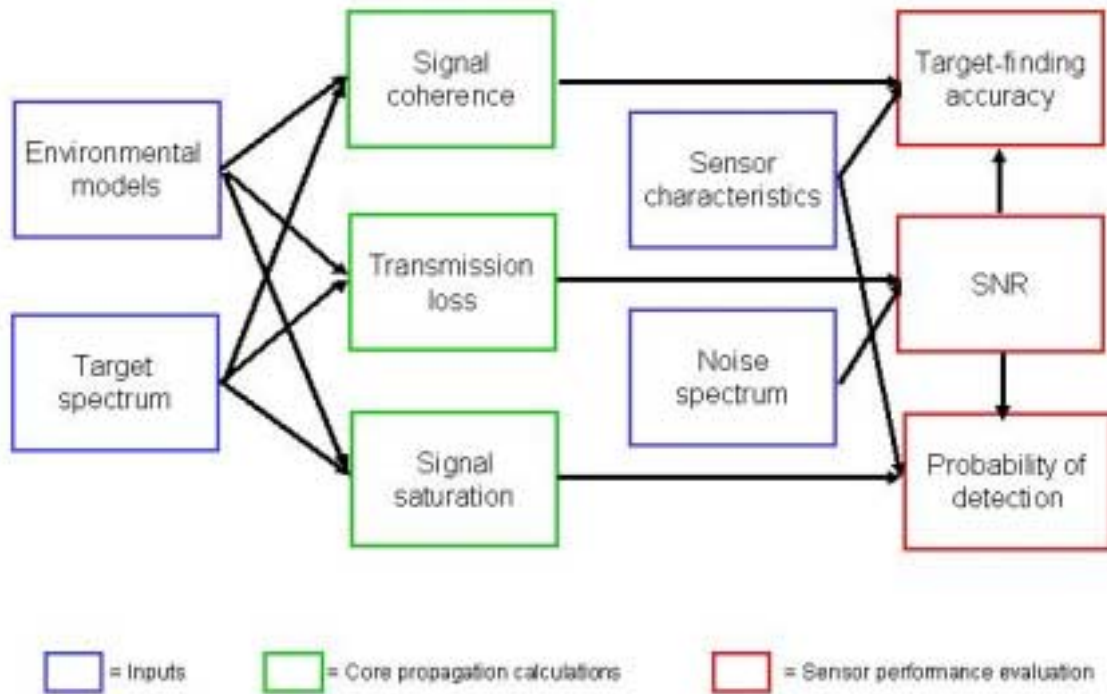 Signal
coherence
Target-finding
accuracy
Environmental
models
Sensor
characteristics
Transmission
loss
SNR
Target
spectrum
Noise
spectrum
Signal
saturation
Probability of
detection
= Inputs
= Core propagation calculations
= Sensor performance evaluation